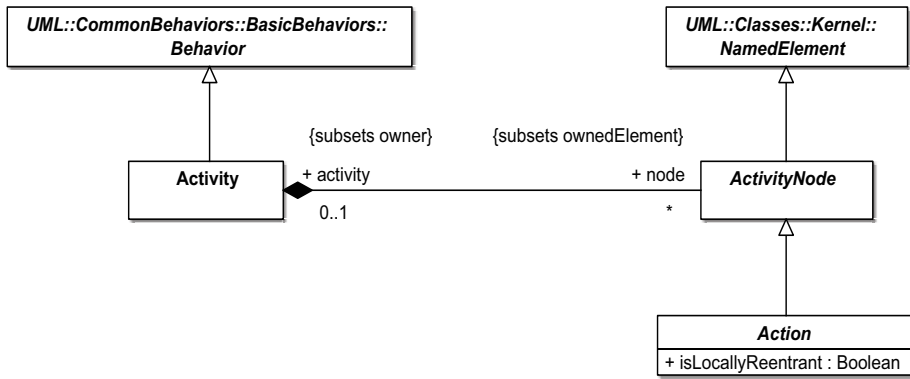 UML::CommonBehaviors::BasicBehaviors::
Behavior
UML::Classes::Kernel::
NamedElement
{subsets owner}
{subsets ownedElement}
Activity
+ activity
+ node
ActivityNode
0..1
*
Action
+ isLocallyReentrant : Boolean